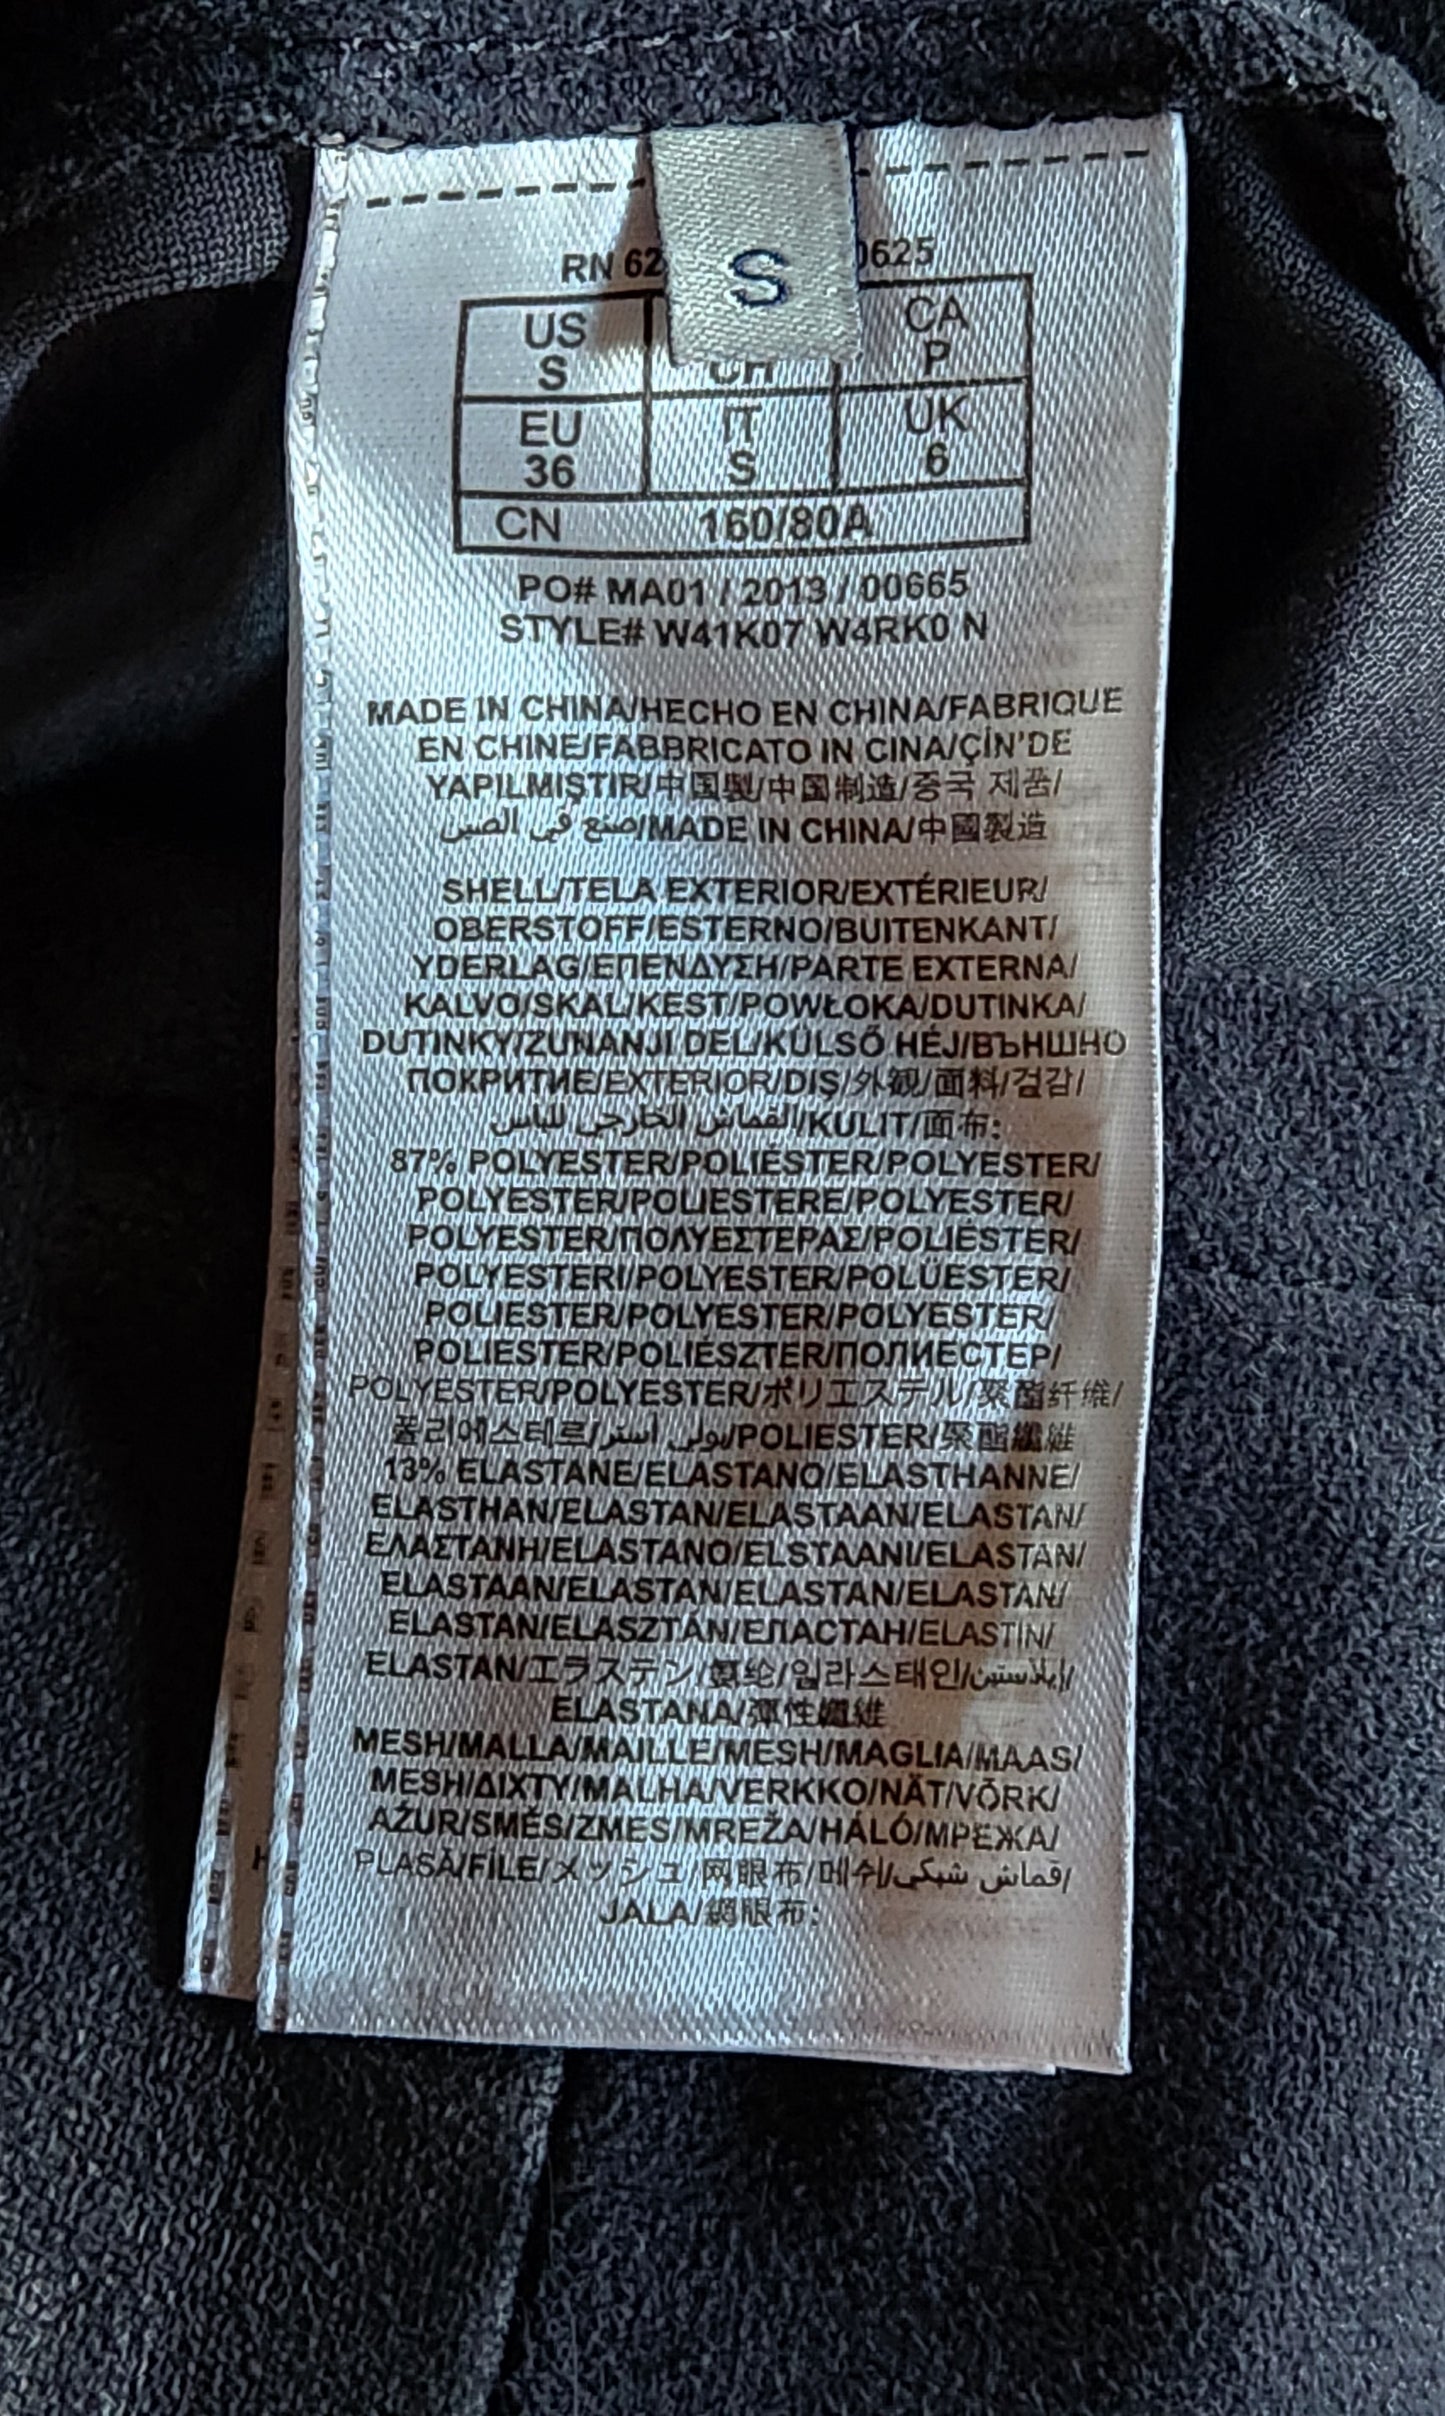 S
RN 62 0625
US CA
S CH P
EU IT UK
36 S 6
CN 160/80A
PO# MA01 / 2013 / 00665
STYLE# W41K07 W4RK0 N
MADE IN CHINA/HECHO EN CHINA/FABRIQUE
EN CHINE/FABBRICATO IN CINA/ÇİN'DE
YAPILMIŞTIR/中国製/中国制造/중국 제품/
صنع في الصين/MADE IN CHINA/中國製造
SHELL/TELA EXTERIOR/EXTÉRIEUR/
OBERSTOFF/ESTERNO/BUITENKANT/
YDERLAG/ΕΠΕΝΔΥΣΗ/PARTE EXTERNA/
KALVO/SKAL/KEST/POWŁOKA/DUTINKA/
DUTINKY/ZUNANJI DEL/KÜLSŐ HÉJ/ВЪНШНО
ПОКРИТИЕ/EXTERIOR/DIŞ/外観/面料/겉감/
القماش الخارجي للباس/KULIT/面布:
87% POLYESTER/POLIÉSTER/POLYESTER/
POLYESTER/POLIESTERE/POLYESTER/
POLYESTER/ΠΟΛΥΕΣΤΕΡΑΣ/POLIÉSTER/
POLYESTERI/POLYESTER/POLÜESTER/
POLIESTER/POLYESTER/POLYESTER/
POLIESTER/POLIÉSZTER/ПОЛИЕСТЕР/
POLYESTER/POLYESTER/ポリエステル/聚酯纤维/
폴리에스테르/بولي أستر/POLIESTER/聚酯纖維
13% ELASTANE/ELASTANO/ELASTHANNE/
ELASTHAN/ELASTAN/ELASTAAN/ELASTAN/
ΕΛΑΣΤΑΝΗ/ELASTANO/ELSTAANI/ELASTAN/
ELASTAAN/ELASTAN/ELASTAN/ELASTAN/
ELASTAN/ELASZTÁN/ЕЛАСТАН/ELASTIN/
ELASTAN/エラステン/氨纶/일라스태인/إيلاستين/
ELASTANA/彈性纖維
MESH/MALLA/MAILLE/MESH/MAGLIA/MAAS/
MESH/ΔΙΧΤΥ/MALHA/VERKKO/NÄT/VÕRK/
AŻUR/SMĚS/ZMES/MREŽA/HÁLÓ/МРЕЖА/
PLASĂ/FİLE/メッシュ/网眼布/메쉬/قماش شبكي/
JALA/網眼布: